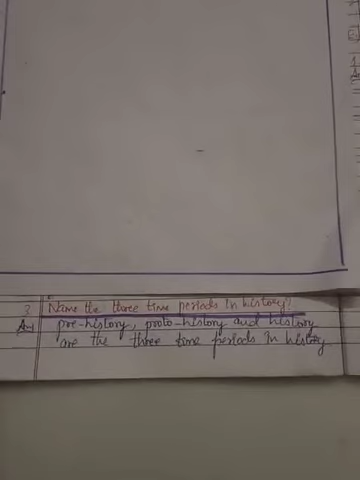 ? Name the three time periods in history?
Ans pre-history, proto-history and history
are the three time periods in history